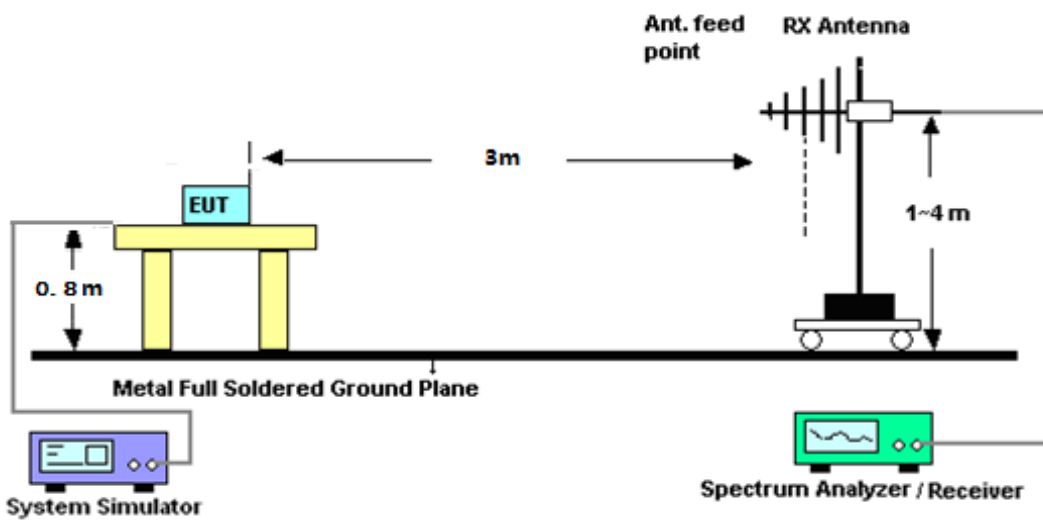 Ant. feed
point
RX Antenna
3m
EUT
1~4 m
0. 8 m
Metal Full Soldered Ground Plane
System Simulator
Spectrum Analyzer / Receiver